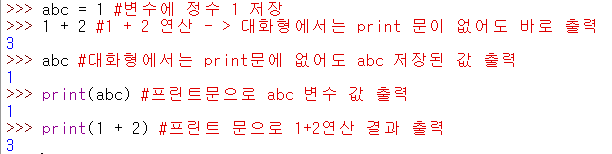 >>> abc = 1 #변수에 정수 1 저장
>>> 1 + 2 #1 + 2 연산 - > 대화형에서는 print 문이 없어도 바로 출력
3
>>> abc #대화형에서는 print문에 없어도 abc 저장된 값 출력
1
>>> print(abc) #프린트문으로 abc 변수 값 출력
1
>>> print(1 + 2) #프린트 문으로 1+2연산 결과 출력
3